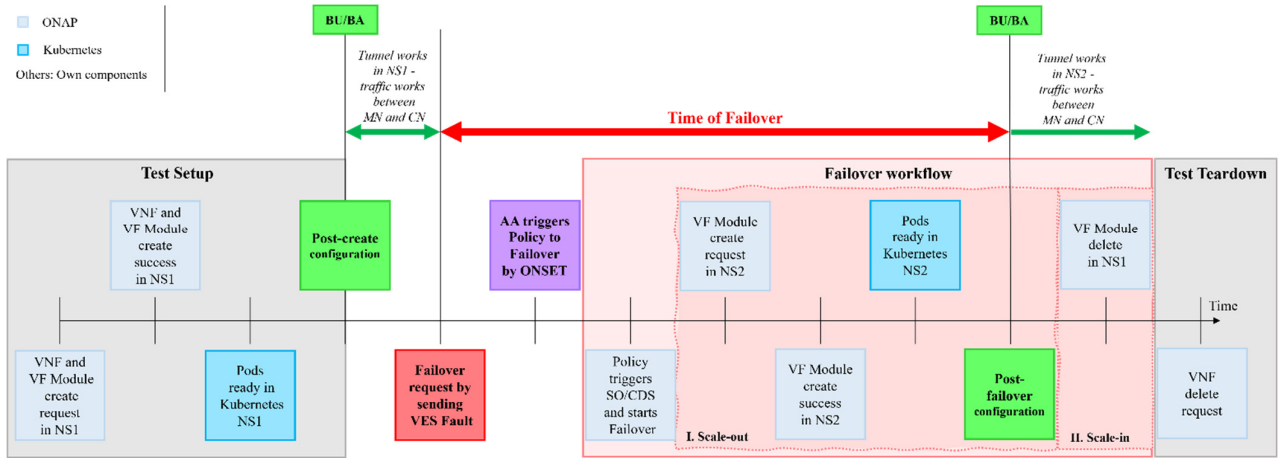 ONAP
Kubernetes
Others: Own components
BU/BA
Tunnel works
in NS1 -
traffic works
between
MN and CN
Time of Failover
BU/BA
Tunnel works
in NS2 -
traffic works
between
MN and CN
Test Setup
Failover workflow
Test Teardown
VNF and
VF Module
create
success
in NS1
Post-create
configuration
AA triggers
Policy to
Failover
by ONSET
VF Module
create
request
in NS2
Pods
ready in
Kubernetes
NS2
VF Module
delete
in NS1
Time
VNF and
VF Module
create
request
in NS1
Pods
ready in
Kubernetes
NS1
Failover
request by
sending
VES Fault
Policy
triggers
SO/CDS
and starts
Failover
VF Module
create
success
in NS2
Post-
failover
configuration
VNF
delete
request
I. Scale-out
II. Scale-in